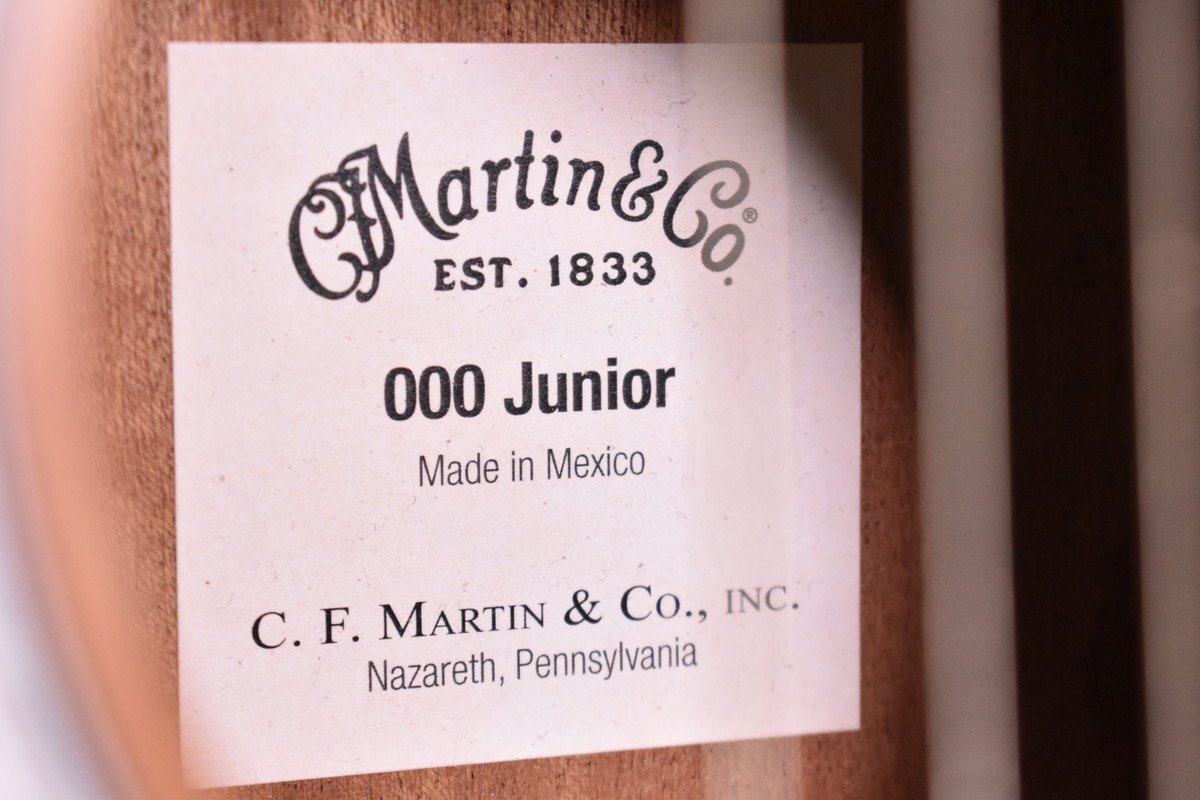 CFMartin & Co.®
EST. 1833
000 Junior
Made in Mexico
C. F. MARTIN & CO., INC.
Nazareth, Pennsylvania